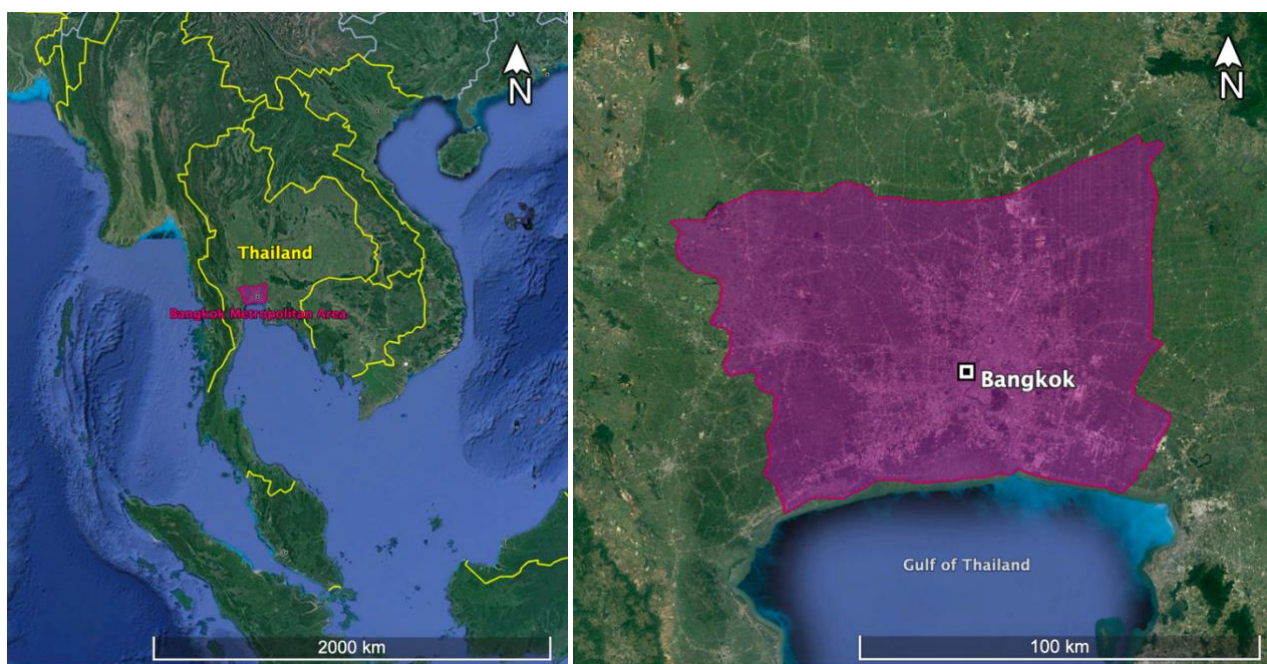 N
Thailand
Bangkok Metropolitan Area
2000 km
N
Bangkok
Gulf of Thailand
100 km